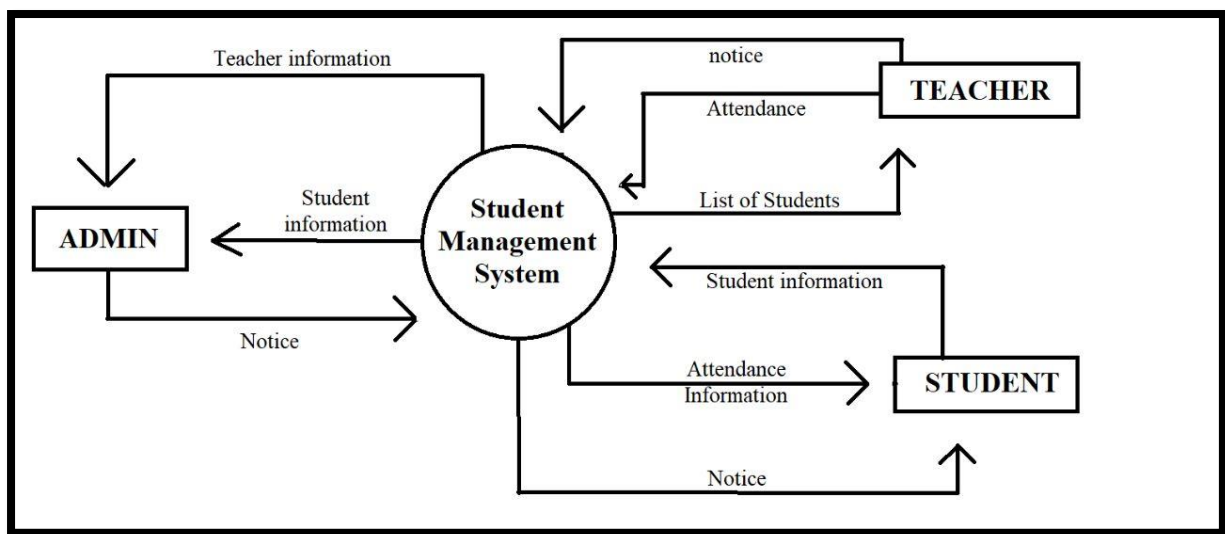 Teacher information
notice
TEACHER
Attendance
Student
information
List of Students
ADMIN
Student
Management
System
Student information
Notice
Attendance
Information
STUDENT
Notice